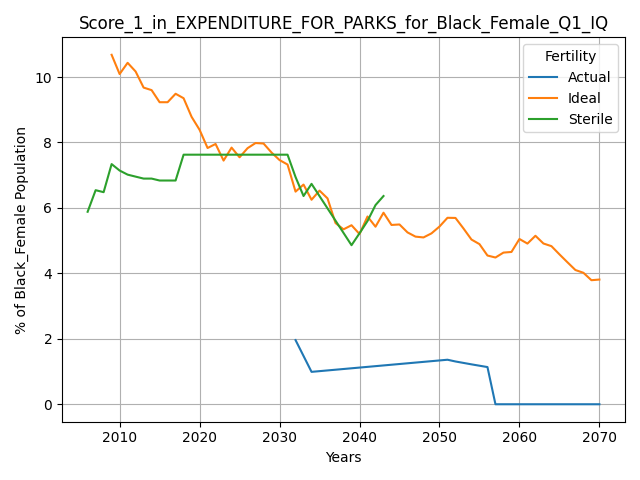 Score_1_in_EXPENDITURE_FOR_PARKS_for_Black_Female_Q1_IQ
Fertility
Actual
Ideal
Sterile
% of Black_Female Population
10
8
6
4
2
0
2010 2020 2030 2040 2050 2060 2070
Years